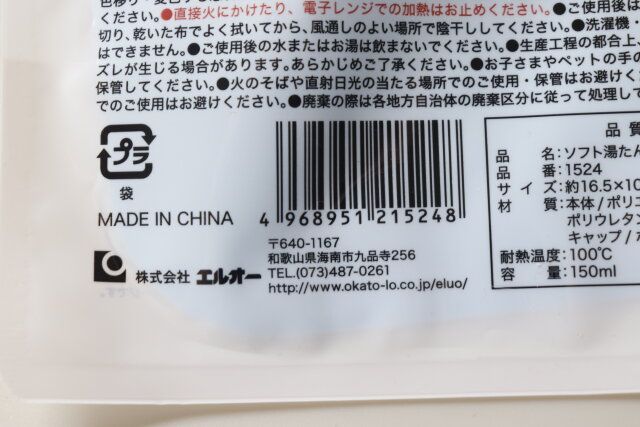 ください。●直接火にかけたり、電子レンジでの加熱はお止めください。●ご使用後は
切り、乾いた布でよく拭いてから、風通しのよい場所で陰干ししてください。●洗濯機・
はできません。●ご使用後の水またはお湯は飲まないでください。●生産工程の都合上、
ズレが生じる場合があります。あらかじめご了承ください。●お子さまやペットの手の
保管してください。●火のそばや直射日光の当たる場所でのご使用・保管はお避けく
でのご使用はお避けください。●廃棄の際は各地方自治体の廃棄区分に従って処理して
プラ
袋
MADE IN CHINA
4 968951 215248
〒640-1167
和歌山県海南市九品寺256
TEL.(073)487-0261
http://www.okato-lo.co.jp/eluo/
株式会社 エルオー
品質
品名:ソフト湯たん
品番:1524
サイズ:約16.5×10
材質:本体/ポリエ
ポリウレタ
キャップ/ポ
耐熱温度:100℃
容量:150ml